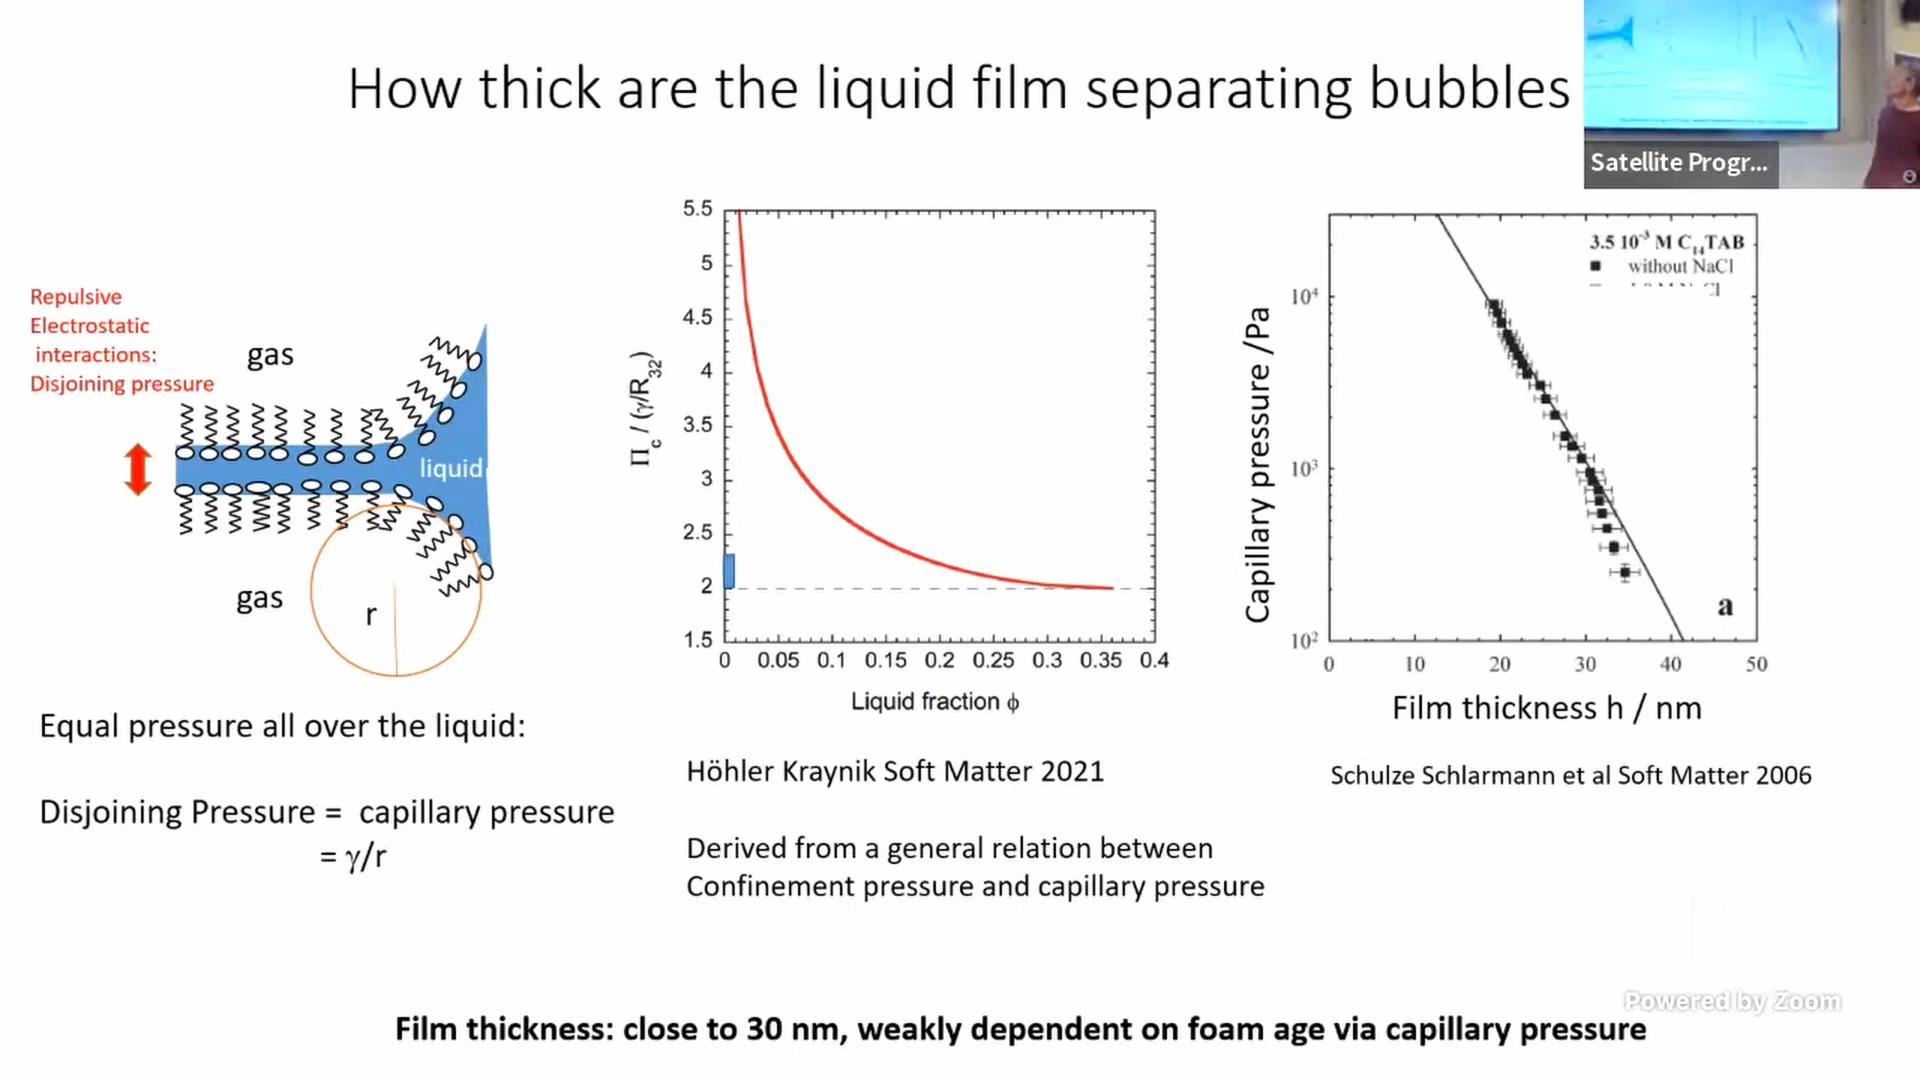 How thick are the liquid film separating bubbles
Satellite Progr...
Repulsive
Electrostatic
interactions:
Disjoining pressure
gas
liquid
gas
r
Equal pressure all over the liquid:
Disjoining Pressure = capillary pressure
= γ/r
Π_c / (γ/R_32)
5.5
5
4.5
4
3.5
3
2.5
2
1.5
0 0.05 0.1 0.15 0.2 0.25 0.3 0.35 0.4
Liquid fraction ϕ
Höhler Kraynik Soft Matter 2021
Derived from a general relation between
Confinement pressure and capillary pressure
Capillary pressure /Pa
10⁴
10³
10²
3.5 10⁻³ M C₁₄TAB
without NaCl
a
0 10 20 30 40 50
Film thickness h / nm
Schulze Schlarmann et al Soft Matter 2006
Powered by Zoom
Film thickness: close to 30 nm, weakly dependent on foam age via capillary pressure